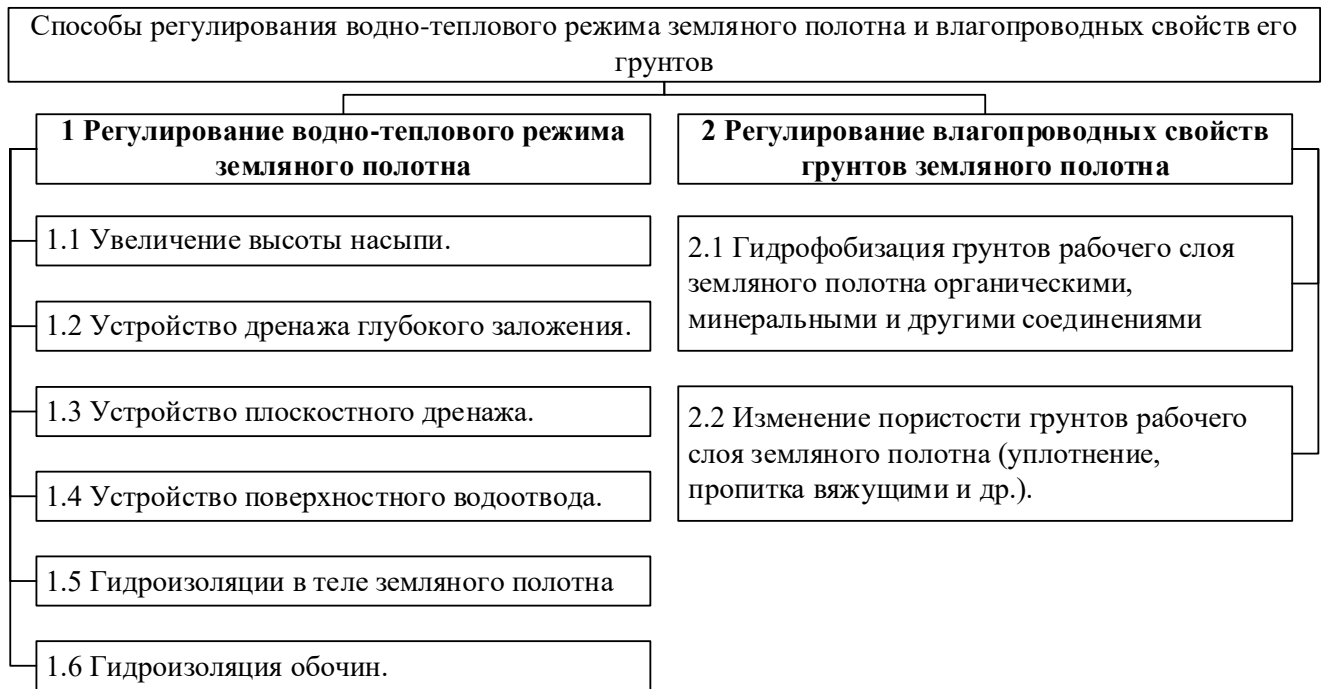 Способы регулирования водно-теплового режима земляного полотна и влагопроводных свойств его
грунтов
1 Регулирование водно-теплового режима
земляного полотна
1.1 Увеличение высоты насыпи.
1.2 Устройство дренажа глубокого заложения.
1.3 Устройство плоскостного дренажа.
1.4 Устройство поверхностного водоотвода.
1.5 Гидроизоляции в теле земляного полотна
1.6 Гидроизоляция обочин.
2 Регулирование влагопроводных свойств
грунтов земляного полотна
2.1 Гидрофобизация грунтов рабочего слоя
земляного полотна органическими,
минеральными и другими соединениями
2.2 Изменение пористости грунтов рабочего
слоя земляного полотна (уплотнение,
пропитка вяжущими и др.).